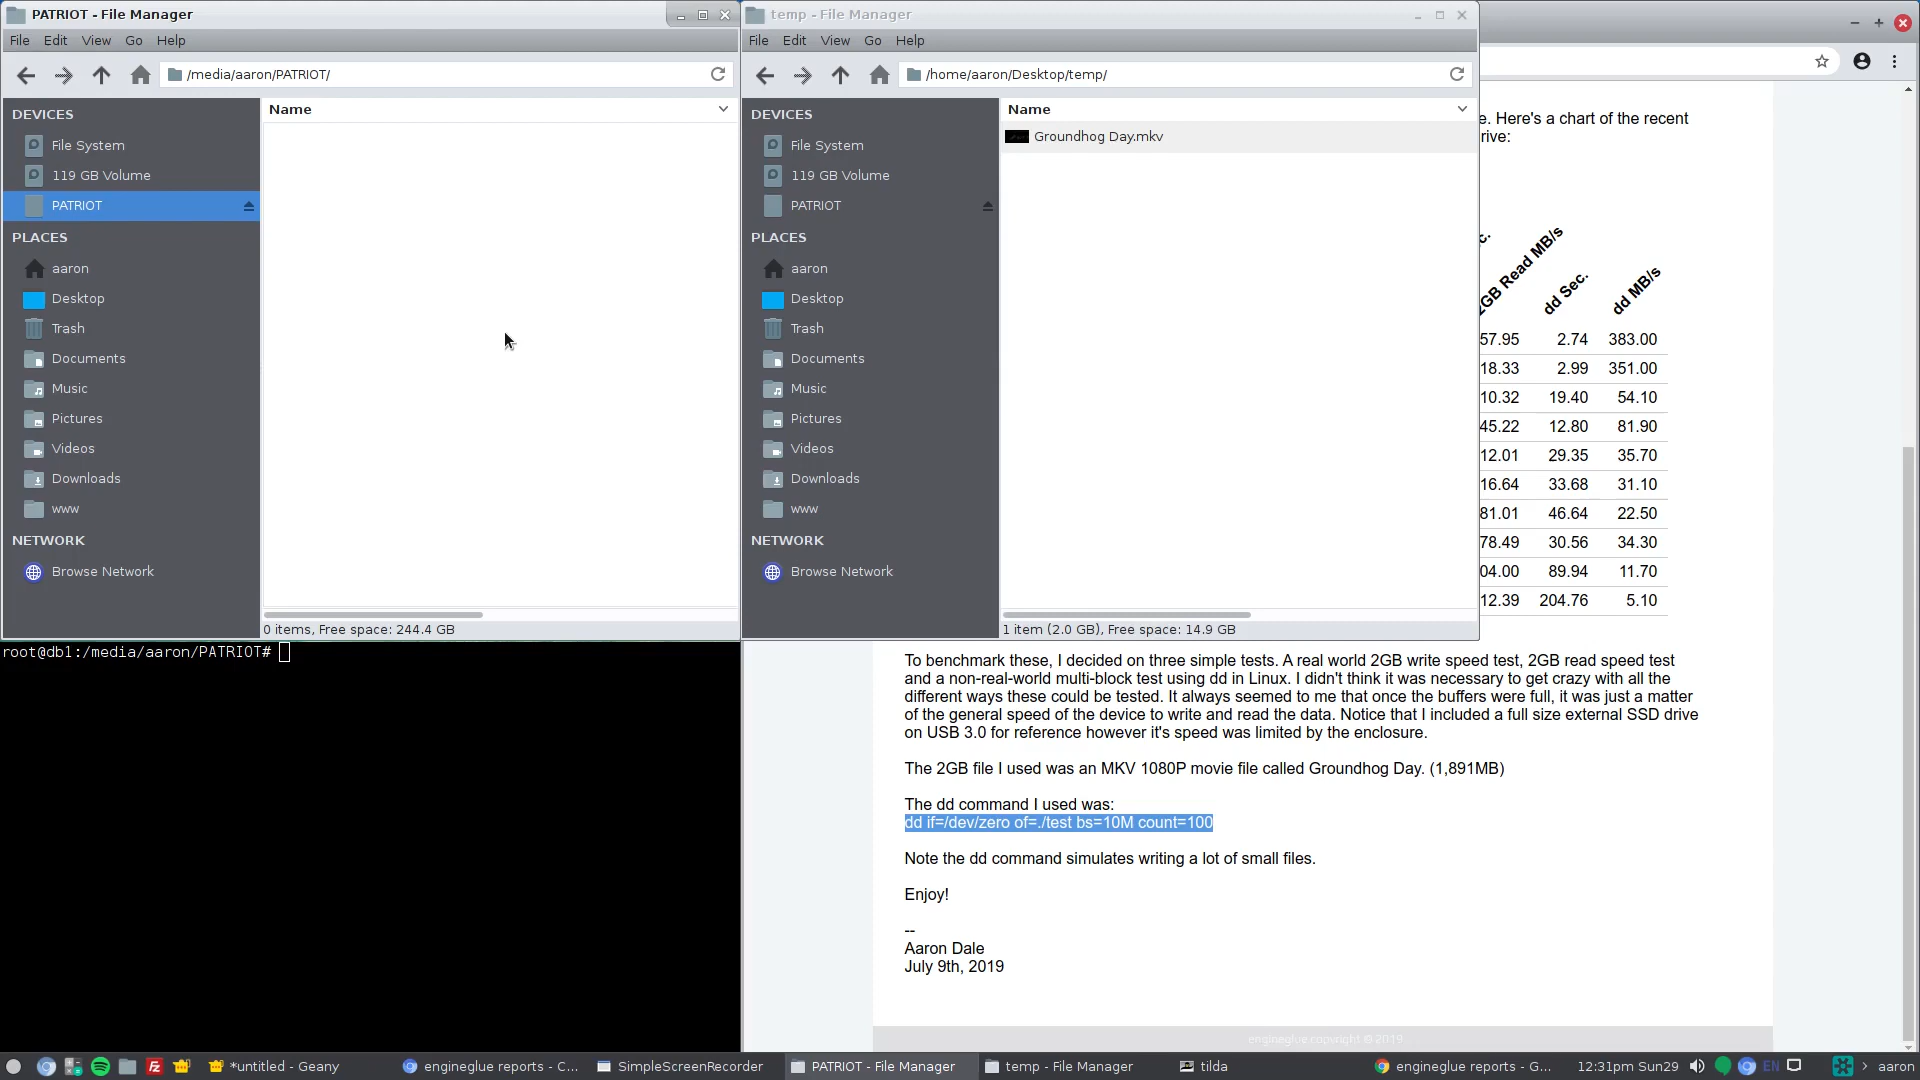 PATRIOT - File Manager
File Edit View Go Help
/media/aaron/PATRIOT/
DEVICES
File System
119 GB Volume
PATRIOT
PLACES
aaron
Desktop
Trash
Documents
Music
Pictures
Videos
Downloads
www
NETWORK
Browse Network
Name
0 items, Free space: 244.4 GB
temp - File Manager
File Edit View Go Help
/home/aaron/Desktop/temp/
DEVICES
File System
119 GB Volume
PATRIOT
PLACES
aaron
Desktop
Trash
Documents
Music
Pictures
Videos
Downloads
www
NETWORK
Browse Network
Name
Groundhog Day.mkv
1 item (2.0 GB), Free space: 14.9 GB
root@db1:/media/aaron/PATRIOT#
e. Here's a chart of the recent
rive:
c.
GB Read MB/s
dd Sec.
dd MB/s
57.95 2.74 383.00
18.33 2.99 351.00
10.32 19.40 54.10
45.22 12.80 81.90
12.01 29.35 35.70
16.64 33.68 31.10
81.01 46.64 22.50
78.49 30.56 34.30
04.00 89.94 11.70
12.39 204.76 5.10
To benchmark these, I decided on three simple tests. A real world 2GB write speed test, 2GB read speed test
and a non-real-world multi-block test using dd in Linux. I didn't think it was necessary to get crazy with all the
different ways these could be tested. It always seemed to me that once the buffers were full, it was just a matter
of the general speed of the device to write and read the data. Notice that I included a full size external SSD drive
on USB 3.0 for reference however it's speed was limited by the enclosure.
The 2GB file I used was an MKV 1080P movie file called Groundhog Day. (1,891MB)
The dd command I used was:
dd if=/dev/zero of=./test bs=10M count=100
Note the dd command simulates writing a lot of small files.
Enjoy!
--
Aaron Dale
July 9th, 2019
engineglue copyright © 2019
*untitled - Geany
engineglue reports - C...
SimpleScreenRecorder
PATRIOT - File Manager
temp - File Manager
tilda
engineglue reports - G...
12:31pm Sun29
EN
aaron